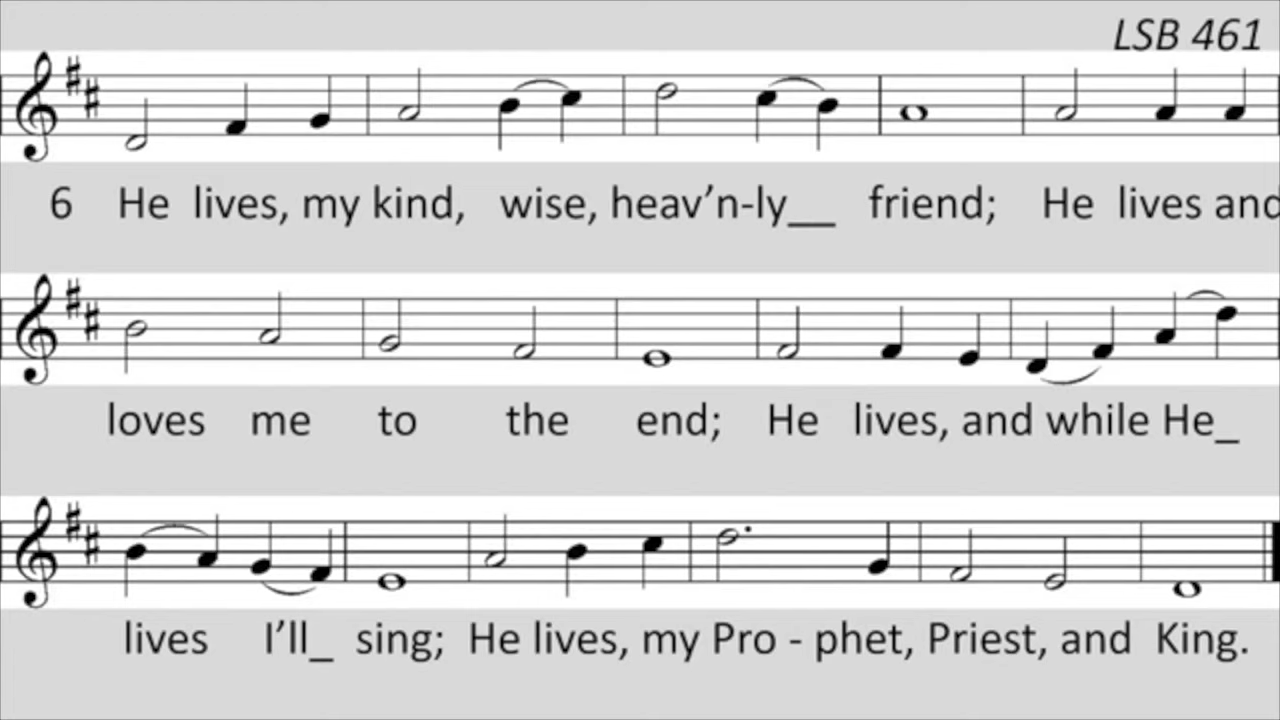 LSB 461
6 He lives, my kind, wise, heav’n-ly__ friend; He lives and
loves me to the end; He lives, and while He_
lives I’ll_ sing; He lives, my Pro - phet, Priest, and King.